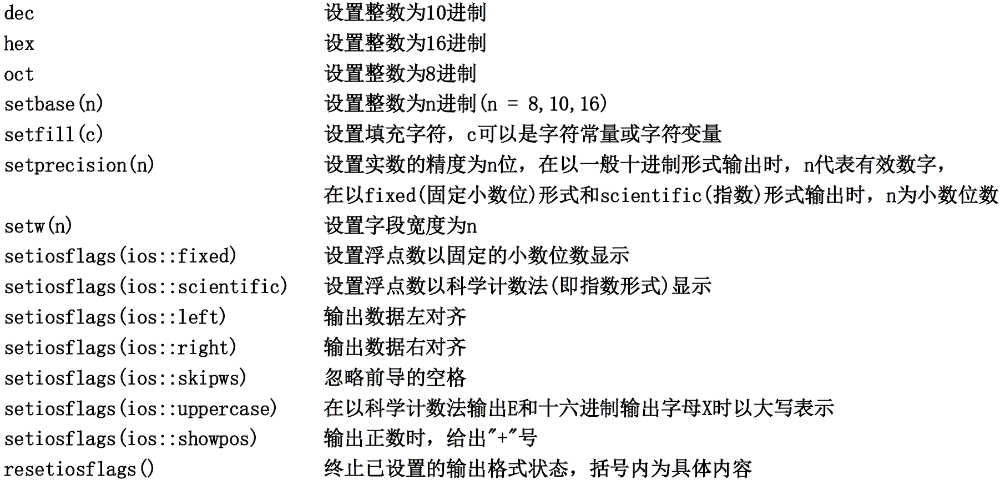 dec 设置整数为10进制
hex 设置整数为16进制
oct 设置整数为8进制
setbase(n) 设置整数为n进制(n = 8,10,16)
setfill(c) 设置填充字符，c可以是字符常量或字符变量
setprecision(n) 设置实数的精度为n位，在以一般十进制形式输出时，n代表有效数字，
在以fixed(固定小数位)形式和scientific(指数)形式输出时，n为小数位数
setw(n) 设置字段宽度为n
setiosflags(ios::fixed) 设置浮点数以固定的小数位数显示
setiosflags(ios::scientific) 设置浮点数以科学计数法(即指数形式)显示
setiosflags(ios::left) 输出数据左对齐
setiosflags(ios::right) 输出数据右对齐
setiosflags(ios::skipws) 忽略前导的空格
setiosflags(ios::uppercase) 在以科学计数法输出E和十六进制输出字母X时以大写表示
setiosflags(ios::showpos) 输出正数时，给出"+"号
resetiosflags() 终止已设置的输出格式状态，括号内为具体内容